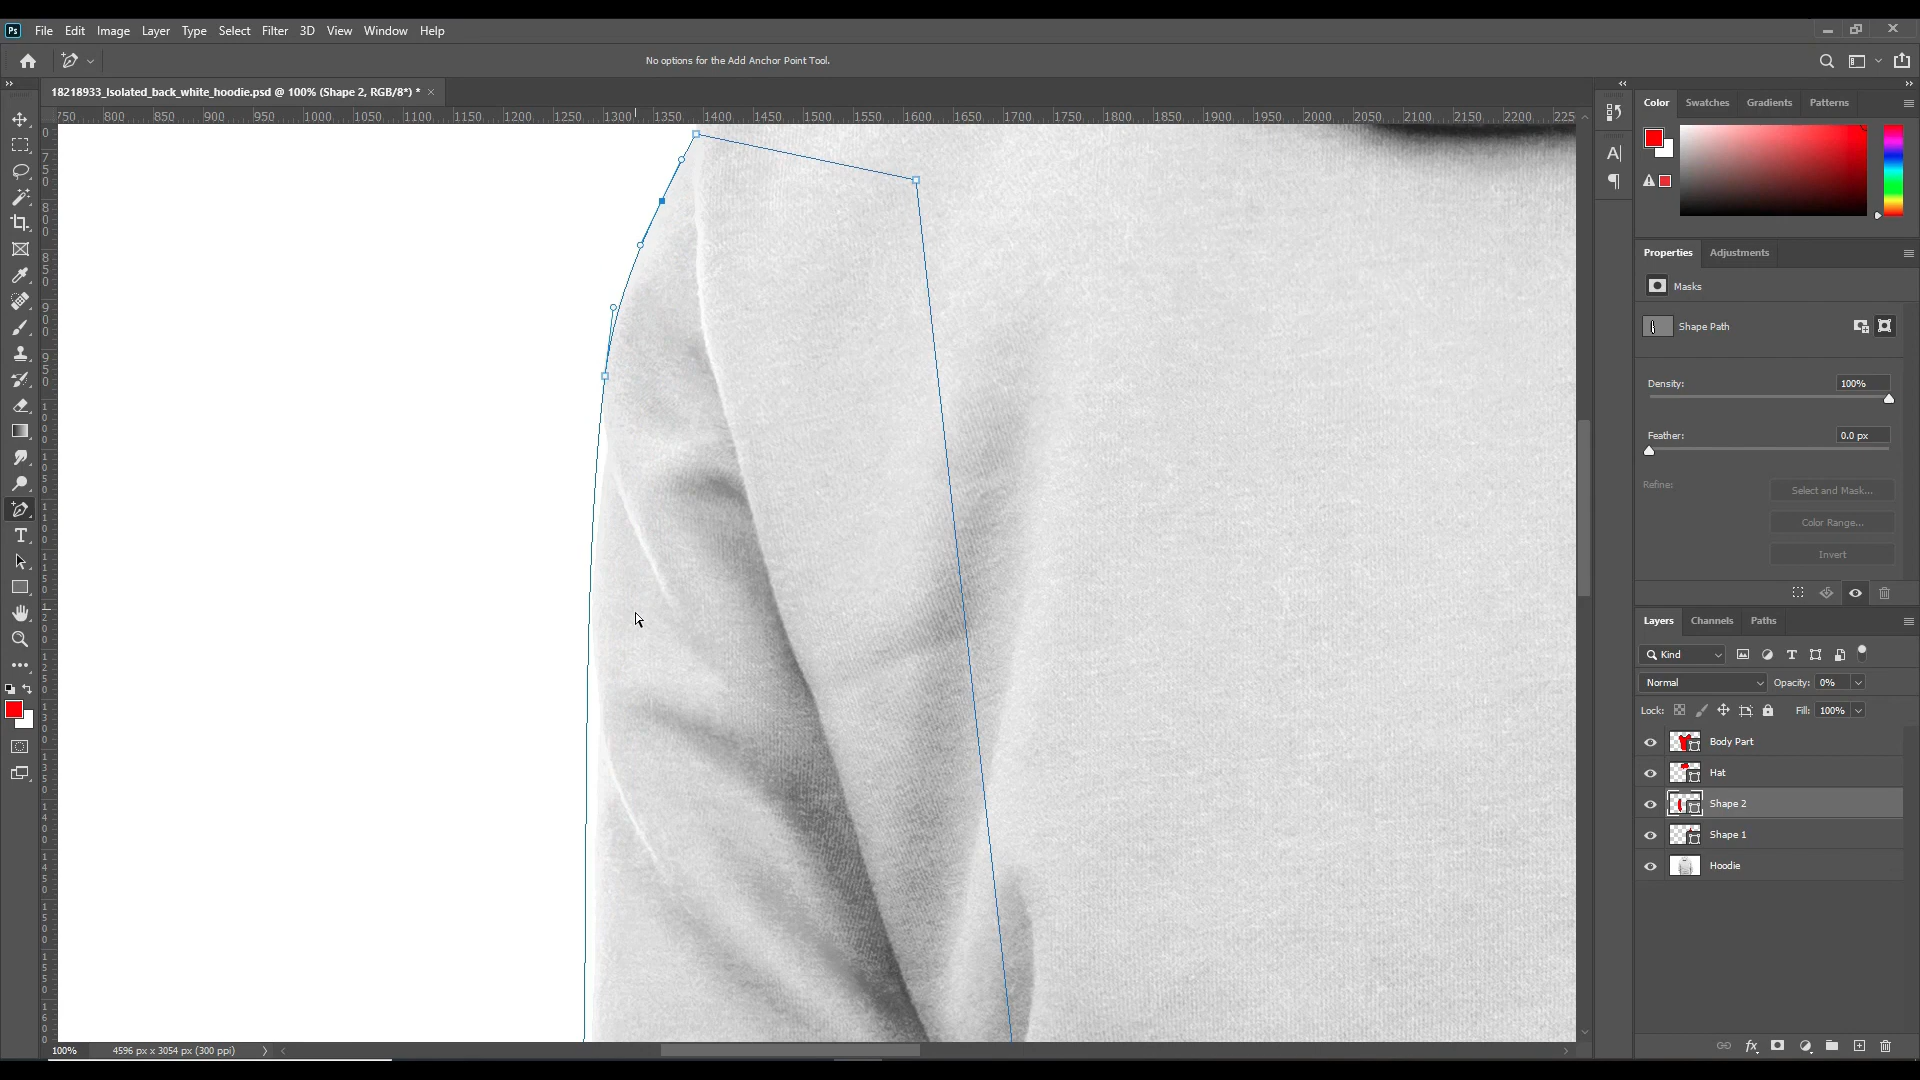 Ps File Edit Image Layer Type Select Filter 3D View Window Help
No options for the Add Anchor Point Tool.
18218933_Isolated_back_white_hoodie.psd @ 100% (Shape 2, RGB/8*) * ×
750 800 850 900 950 1000 1050 1100 1150 1200 1250 1300 1350 1400 1450 1500 1550 1600 1650 1700 1750 1800 1850 1900 1950 2000 2050 2100 2150 2200 225
Color Swatches Gradients Patterns
Properties Adjustments
Masks
Shape Path
Density: 100%
Feather: 0.0 px
Refine: Select and Mask...
Color Range...
Invert
Layers Channels Paths
Kind
Normal Opacity: 0%
Lock: Fill: 100%
Body Part
Hat
Shape 2
Shape 1
Hoodie
100% 4596 px x 3054 px (300 ppi)